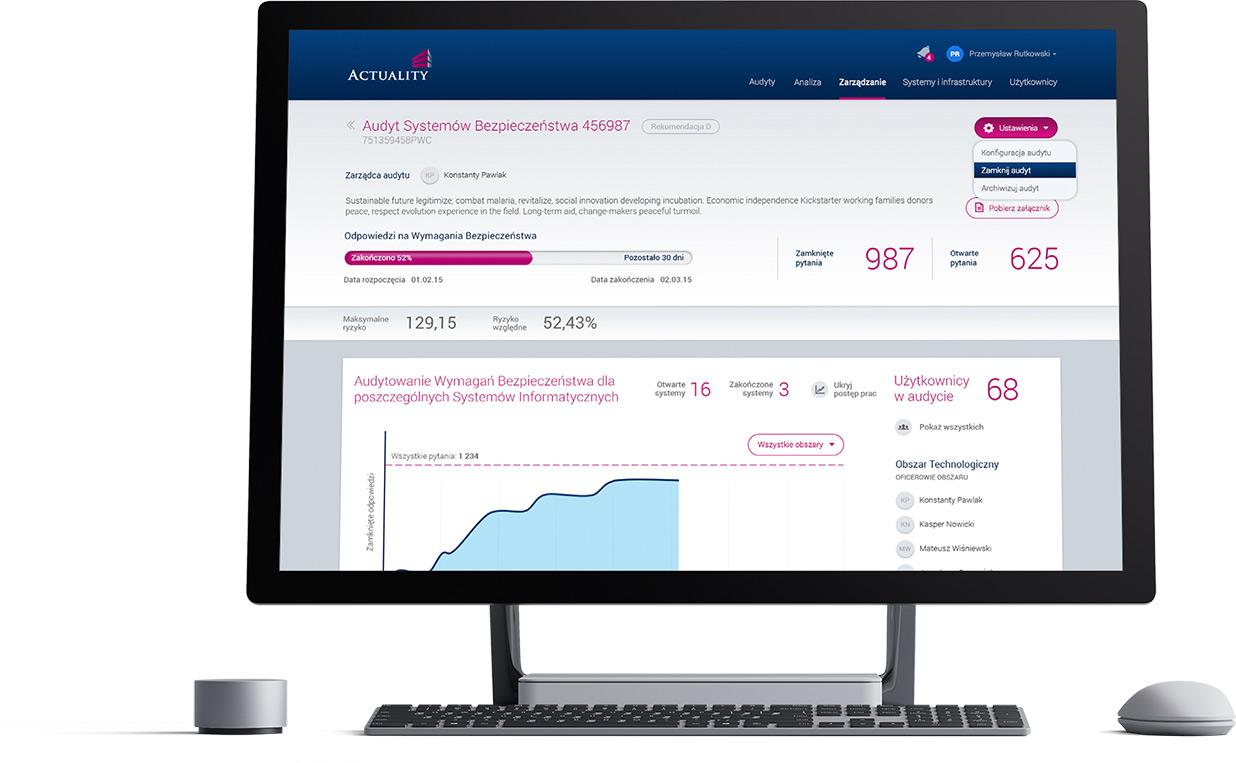 4
PR
Przemysław Rutkowski
ACTUALITY
Audyty Analiza Zarządzanie Systemy i infrastruktury Użytkownicy
Audyt Systemów Bezpieczeństwa 456987 Rekomendacja D
751359458PWC
Ustawienia
Konfiguracja audytu
Zamknij audyt
Archiwizuj audyt
Pobierz załącznik
Zarządca audytu KP Konstanty Pawlak
Sustainable future legitimize; combat malaria, revitalize, social innovation developing incubation. Economic independence Kickstarter working families donors
peace, respect evolution experience in the field. Long-term aid, change-makers peaceful turmoil.
Odpowiedzi na Wymagania Bezpieczeństwa
Zakończono 52% Pozostało 30 dni
Data rozpoczęcia 01.02.15 Data zakończenia 02.03.15
Zamknięte
pytania
987
Otwarte
pytania
625
Maksymalne
ryzyko
129,15
Ryzyko
względne
52,43%
Audytowanie Wymagań Bezpieczeństwa dla
poszczególnych Systemów Informatycznych
Otwarte
systemy
16
Zakończone
systemy
3
Ukryj
postęp prac
Wszystkie obszary
Wszystkie pytania: 1 234
Zamknięte odpowiedzi
Użytkownicy
w audycie
68
Pokaż wszystkich
Obszar Technologiczny
OFICEROWIE OBSZARU
KP Konstanty Pawlak
KN Kasper Nowicki
MW Mateusz Wiśniewski